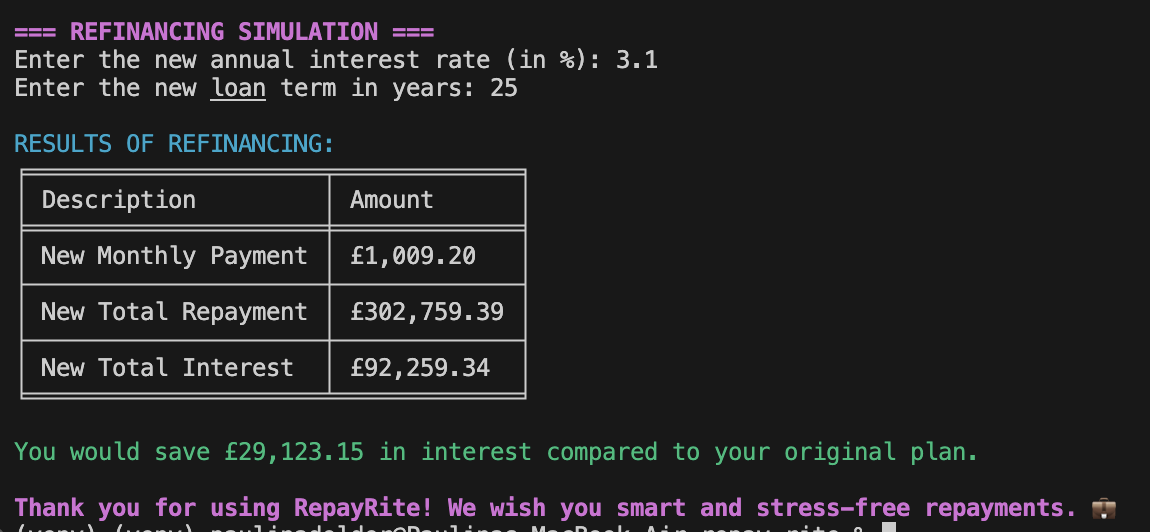 === REFINANCING SIMULATION ===
Enter the new annual interest rate (in %): 3.1
Enter the new loan term in years: 25
RESULTS OF REFINANCING:
Description Amount
New Monthly Payment £1,009.20
New Total Repayment £302,759.39
New Total Interest £92,259.34
You would save £29,123.15 in interest compared to your original plan.
Thank you for using RepayRite! We wish you smart and stress-free repayments. 💼